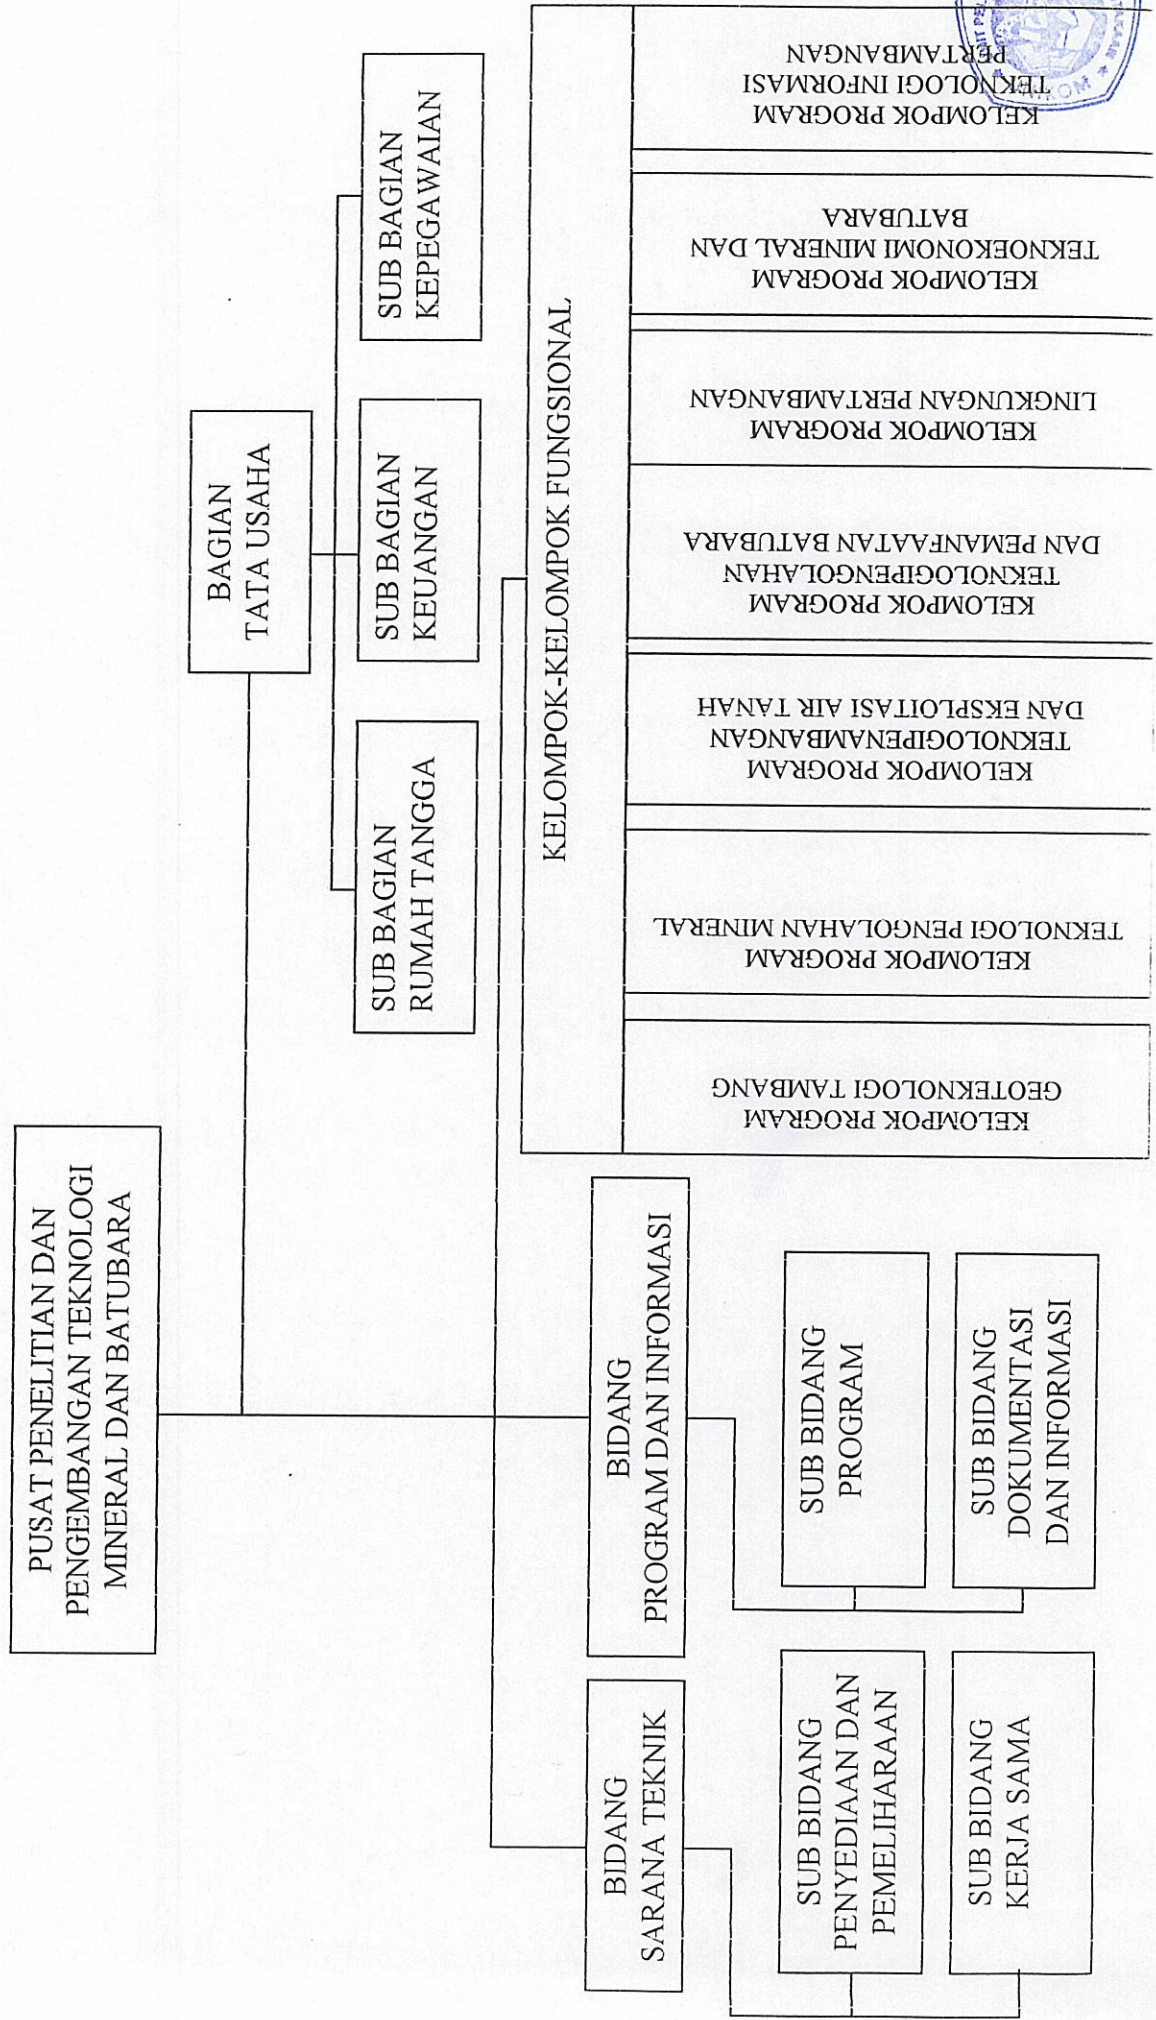 PUSAT PENELITIAN DAN
PENGEMBANGAN TEKNOLOGI
MINERAL DAN BATUBARA
BAGIAN
TATA USAHA
SUB BAGIAN
RUMAH TANGGA
SUB BAGIAN
KEUANGAN
SUB BAGIAN
KEPEGAWAIAN
BIDANG
SARANA TEKNIK
BIDANG
PROGRAM DAN INFORMASI
KELOMPOK-KELOMPOK FUNGSIONAL
SUB BIDANG
PENYEDIAAN DAN
PEMELIHARAAN
SUB BIDANG
KERJA SAMA
SUB BIDANG
PROGRAM
SUB BIDANG
DOKUMENTASI
DAN INFORMASI
KELOMPOK PROGRAM
GEOTEKNOLOGI TAMBANG
KELOMPOK PROGRAM
TEKNOLOGI PENGOLAHAN MINERAL
KELOMPOK PROGRAM
TEKNOLOGIPENAMBANGAN
DAN EKSPLOITASI AIR TANAH
KELOMPOK PROGRAM
TEKNOLOGIPENGOLAHAN
DAN PEMANFAATAN BATUBARA
KELOMPOK PROGRAM
LINGKUNGAN PERTAMBANGAN
KELOMPOK PROGRAM
TEKNOEKONOMI MINERAL DAN
BATUBARA
KELOMPOK PROGRAM
TEKNOLOGI INFORMASI
PERTAMBANGAN